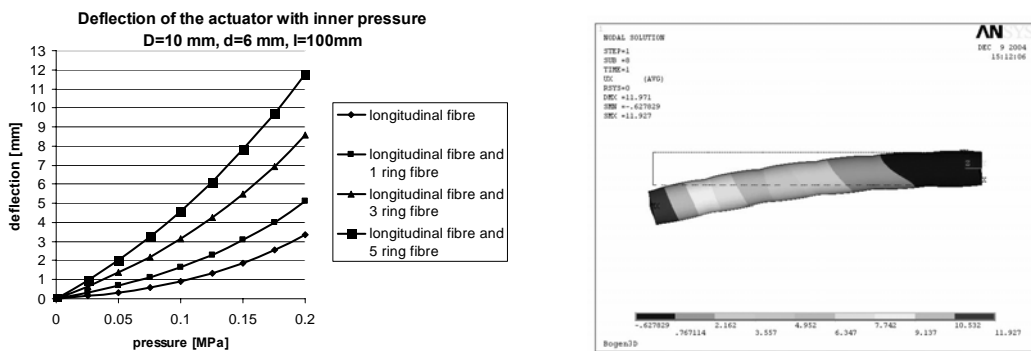 Deflection of the actuator with inner pressure
D=10 mm, d=6 mm, l=100mm
13
12
11
10
9
8
7
6
5
4
3
2
1
0
deflection [mm]
0
0.05
0.1
0.15
0.2
pressure [MPa]
longitudinal fibre
longitudinal fibre and
1 ring fibre
longitudinal fibre and
3 ring fibre
longitudinal fibre and
5 ring fibre
1
NODAL SOLUTION
STEP=1
SUB =8
TIME=1
UX (AVG)
RSYS=0
DMX =11.971
SMN =-.627829
SMX =11.927
ANSYS
DEC 9 2004
15:12:06
-.627829
.767114
2.162
3.557
4.952
6.347
7.742
9.137
10.532
11.927
Bogen3D